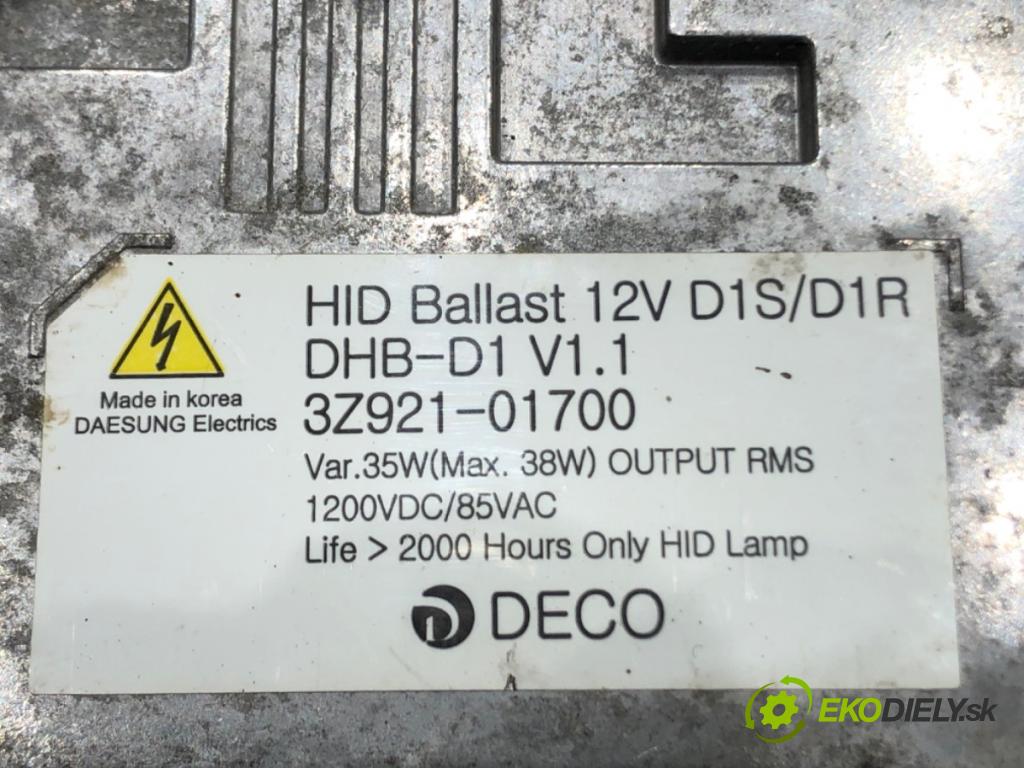 HID Ballast 12V D1S/D1R
DHB-D1 V1.1
Made in korea
DAESUNG Electrics
3Z921-01700
Var.35W(Max. 38W) OUTPUT RMS
1200VDC/85VAC
Life > 2000 Hours Only HID Lamp
DECO
EKODIELY.sk